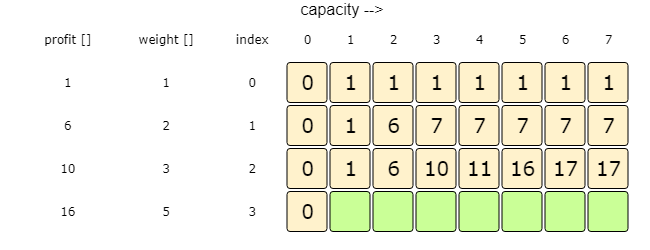 capacity -->
profit [] weight [] index 0 1 2 3 4 5 6 7
1 1 0 0 1 1 1 1 1 1 1
6 2 1 0 1 6 7 7 7 7 7
10 3 2 0 1 6 10 11 16 17 17
16 5 3 0